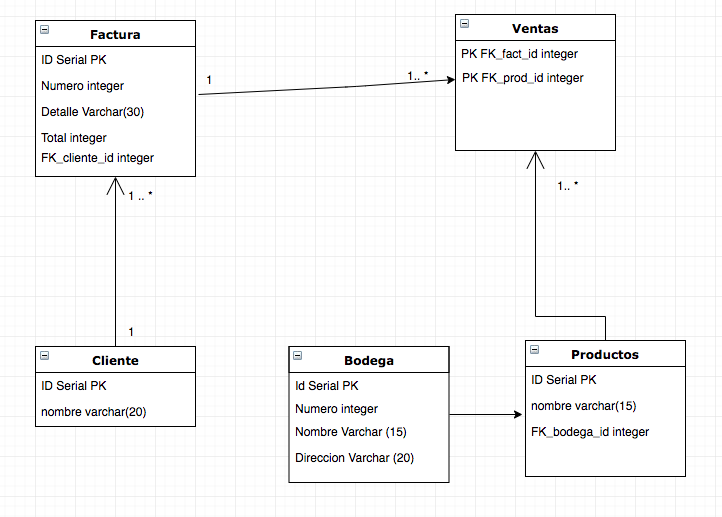 Factura
ID Serial PK
Numero integer
Detalle Varchar(30)
Total integer
FK_cliente_id integer
1
1.. *
Ventas
PK FK_fact_id integer
PK FK_prod_id integer
1 .. *
1
1.. *
Cliente
ID Serial PK
nombre varchar(20)
Bodega
Id Serial PK
Numero integer
Nombre Varchar (15)
Direccion Varchar (20)
Productos
ID Serial PK
nombre varchar(15)
FK_bodega_id integer